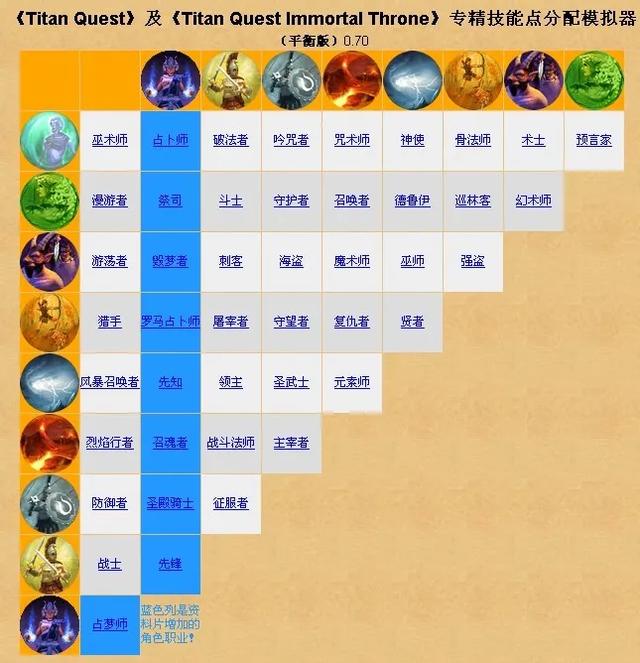 《Titan Quest》及《Titan Quest Immortal Throne》专精技能点分配模拟器
（平衡版）0.70
巫术师 占卜师 破法者 吟咒者 咒术师 神使 骨法师 术士 预言家
漫游者 祭司 斗士 守护者 召唤者 德鲁伊 巡林客 幻术师
游荡者 毁梦者 刺客 海盗 魔术师 巫师 强盗
猎手 罗马占卜师 屠宰者 守望者 复仇者 贤者
风暴召唤者 先知 领主 圣武士 元素师
烈焰行者 召魂者 战斗法师 主宰者
防御者 圣殿骑士 征服者
战士 先锋
占梦师 蓝色列是资
料片增加的
角色职业！